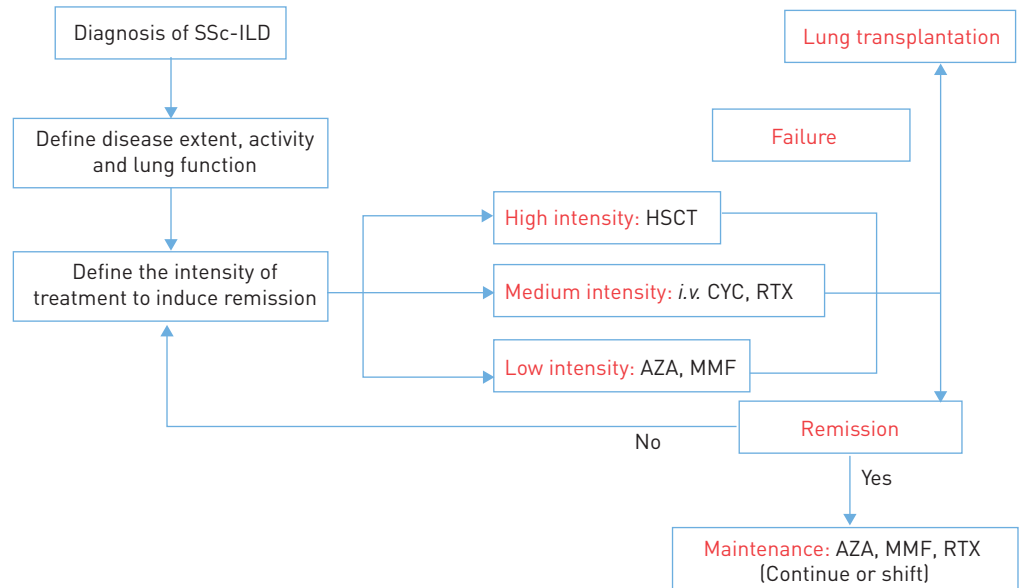 Diagnosis of SSc-ILD
Lung transplantation
Define disease extent, activity
and lung function
Failure
High intensity: HSCT
Define the intensity of
treatment to induce remission
Medium intensity: i.v. CYC, RTX
Low intensity: AZA, MMF
Remission
No
Yes
Maintenance: AZA, MMF, RTX
(Continue or shift)